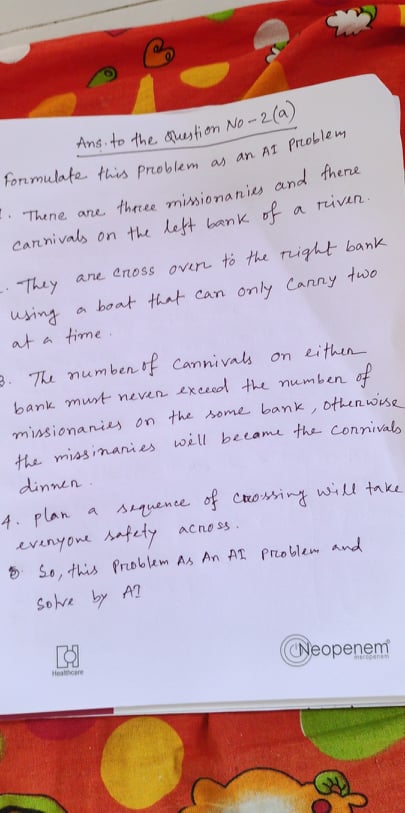 Ans. to the Question No-2(a)
Formulate this problem as an AI problem
1. There are three missionaries and there
carnivals on the left bank of a river.
2. They are cross over to the right bank
using a boat that can only carry two
at a time.
3. The number of cannivals on either
bank must never exceed the number of
missionaries on the some bank, otherwise
the missinaries will became the connivals
dinner.
4. plan a sequence of crossing will take
everyone safety across.
5. So, this Problem As An AI problem and
solve by AI
Healthcare
Neopenem
meropenem